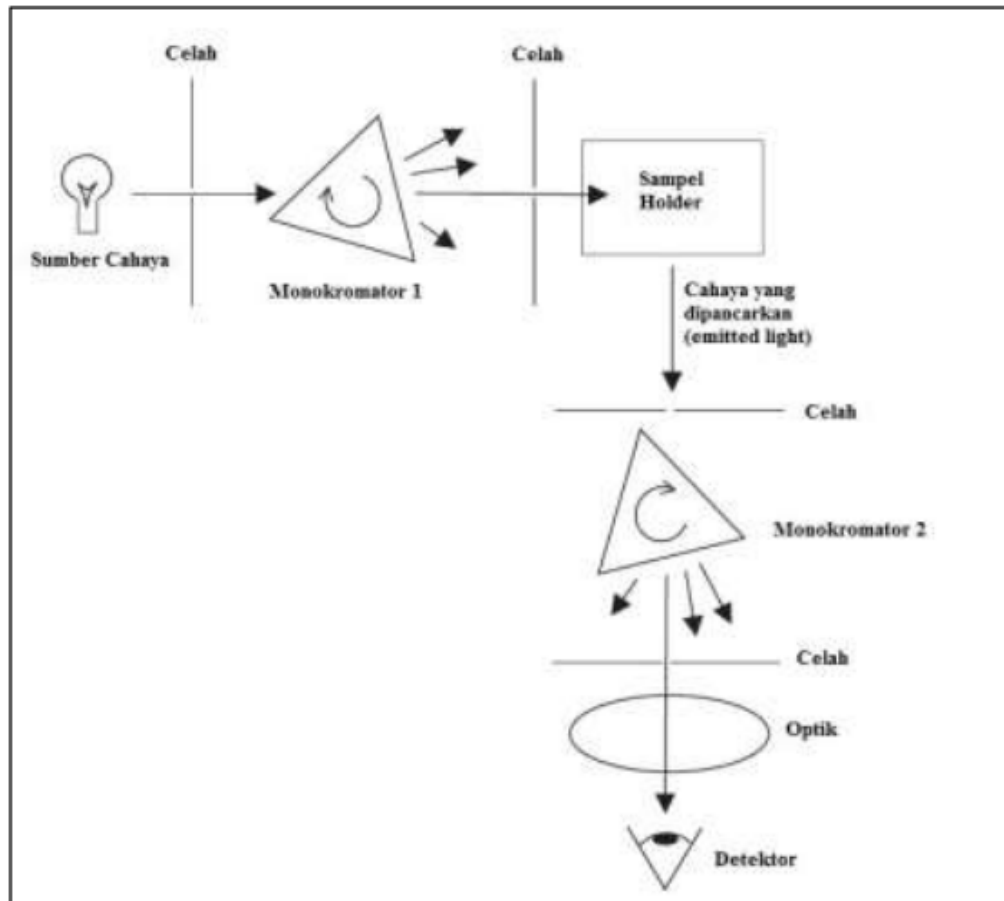 Celah
Celah
Sampel
Holder
Sumber Cahaya
Monokromator 1
Cahaya yang
dipancarkan
(emitted light)
Celah
Monokromator 2
Celah
Optik
Detektor